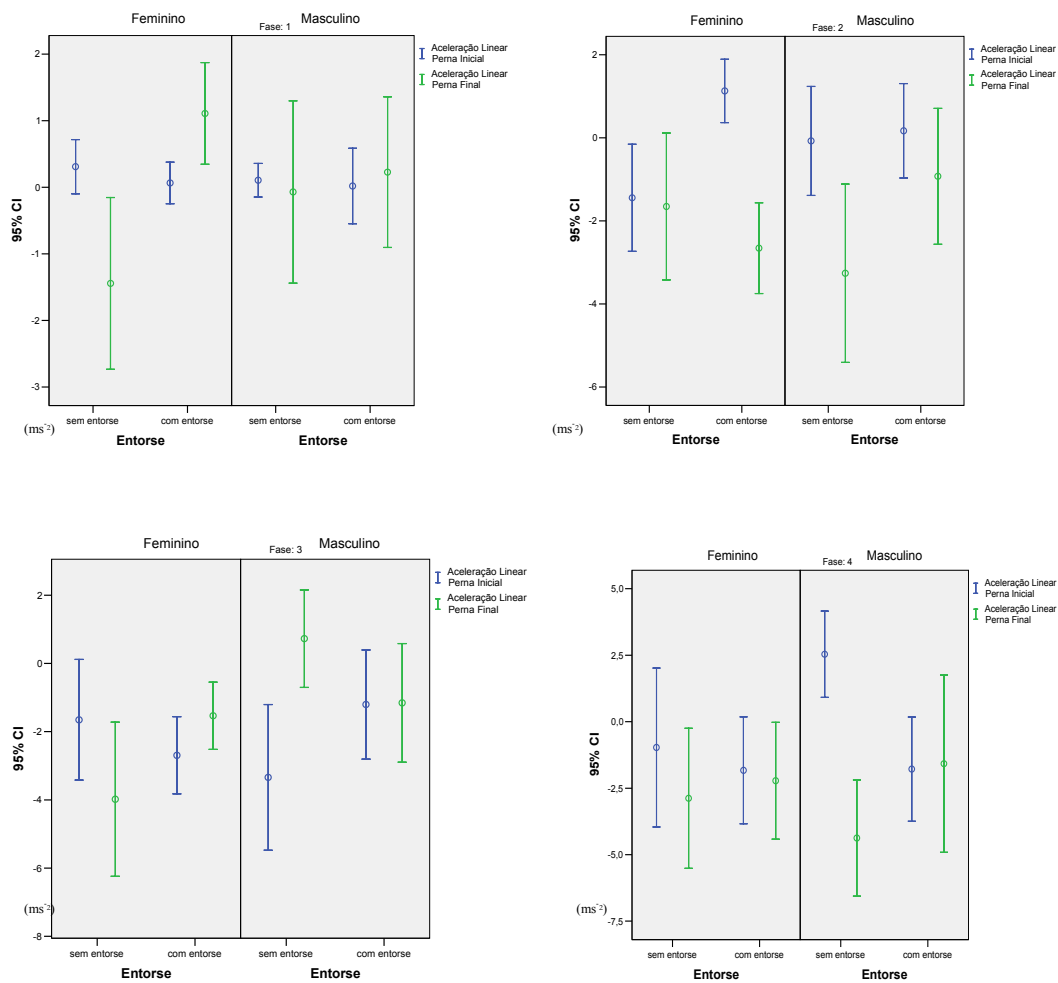 Feminino
Masculino
Fase: 1
Aceleração Linear
Perna Inicial
Aceleração Linear
Perna Final
95% CI
2
1
0
-1
-2
-3
sem entorse
com entorse
sem entorse
com entorse
(ms-2)
Entorse
Entorse
Feminino
Masculino
Fase: 2
Aceleração Linear
Perna Inicial
Aceleração Linear
Perna Final
95% CI
2
0
-2
-4
-6
sem entorse
com entorse
sem entorse
com entorse
(ms-2)
Entorse
Entorse
Feminino
Masculino
Fase: 3
Aceleração Linear
Perna Inicial
Aceleração Linear
Perna Final
95% CI
2
0
-2
-4
-6
-8
(ms-2)
sem entorse
com entorse
sem entorse
com entorse
Entorse
Entorse
Feminino
Masculino
Fase: 4
Aceleração Linear
Perna Inicial
Aceleração Linear
Perna Final
95% CI
5,0
2,5
0,0
-2,5
-5,0
-7,5
(ms-2)
sem entorse
com entorse
sem entorse
com entorse
Entorse
Entorse